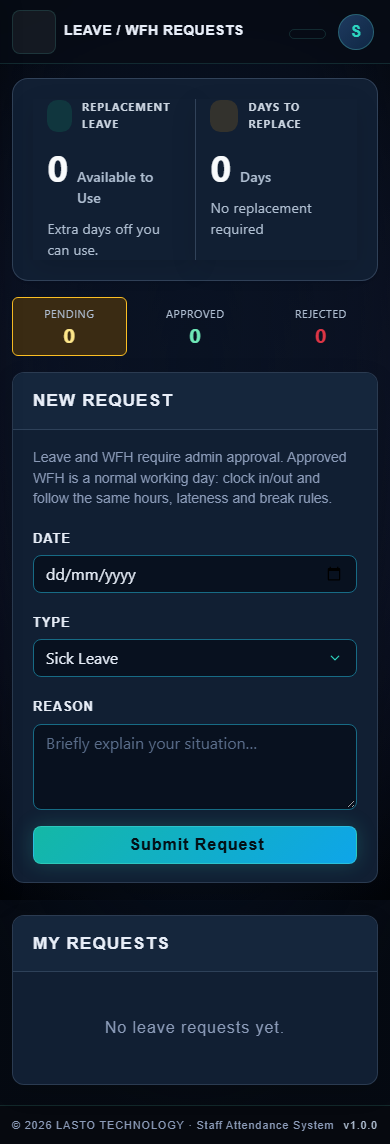 LEAVE / WFH REQUESTS
S
REPLACEMENT
LEAVE
0 Available to
Use
Extra days off you
can use.
DAYS TO
REPLACE
0 Days
No replacement
required
PENDING
0
APPROVED
0
REJECTED
0
NEW REQUEST
Leave and WFH require admin approval. Approved
WFH is a normal working day: clock in/out and
follow the same hours, lateness and break rules.
DATE
dd/mm/yyyy
TYPE
Sick Leave
REASON
Briefly explain your situation...
Submit Request
MY REQUESTS
No leave requests yet.
© 2026 LASTO TECHNOLOGY · Staff Attendance System v1.0.0